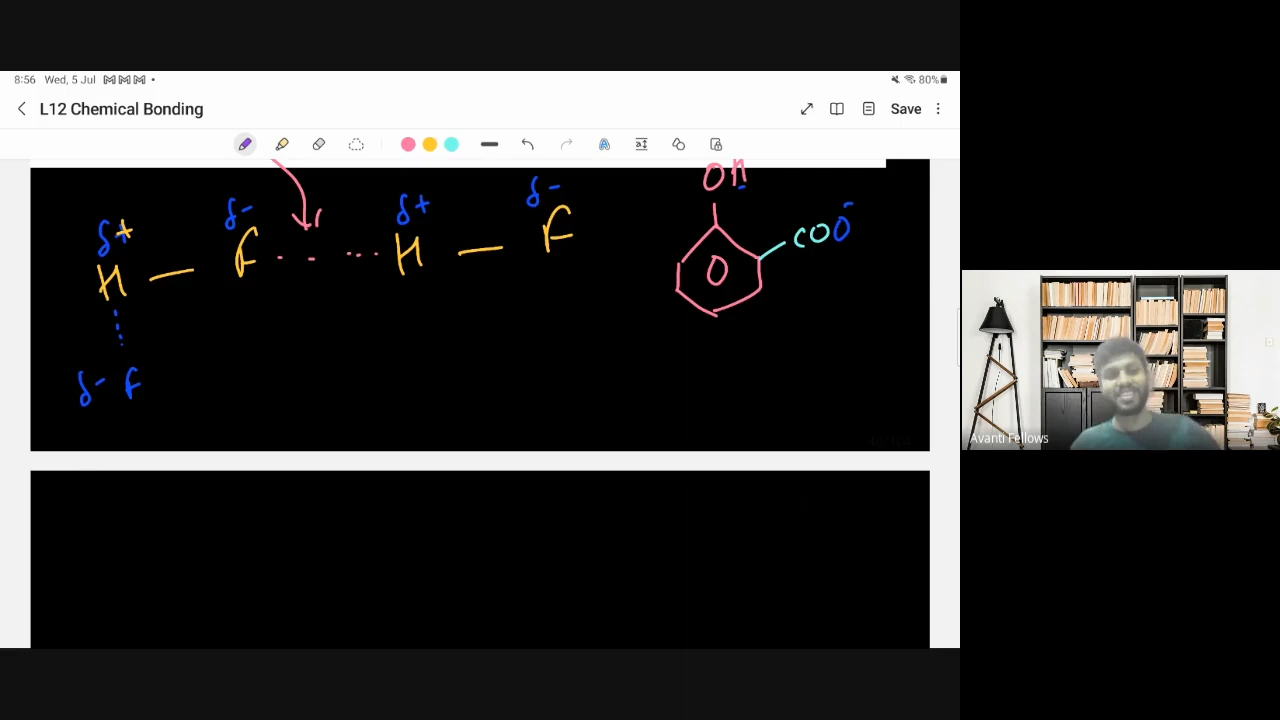 8:56 Wed, 5 Jul
80%
L12 Chemical Bonding
Save
δ+ δ- δ+ δ-
H — F ..... H — F
δ- F
OH
COO-
Avanti Fellows